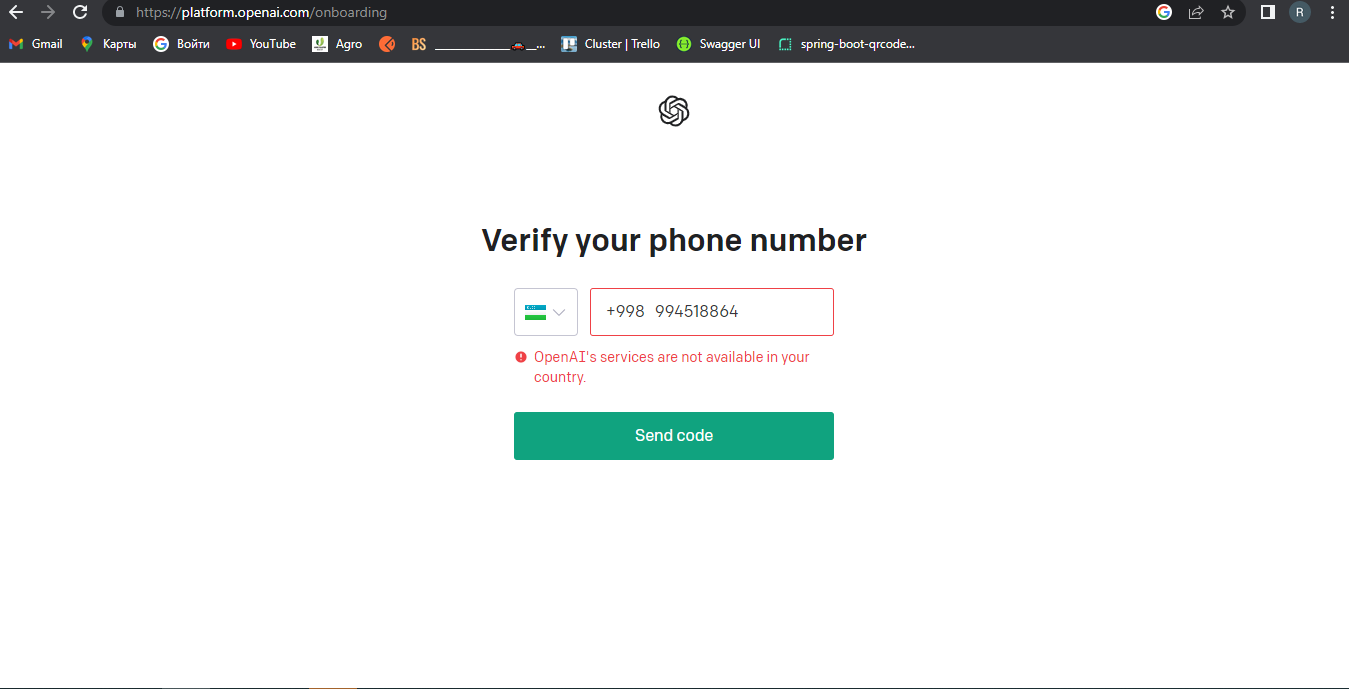 https://platform.openai.com/onboarding
R
Gmail Карты Войти YouTube Agro BS ___________🚗__... Cluster | Trello Swagger UI spring-boot-qrcode...
Verify your phone number
+998 994518864
OpenAI's services are not available in your
country.
Send code